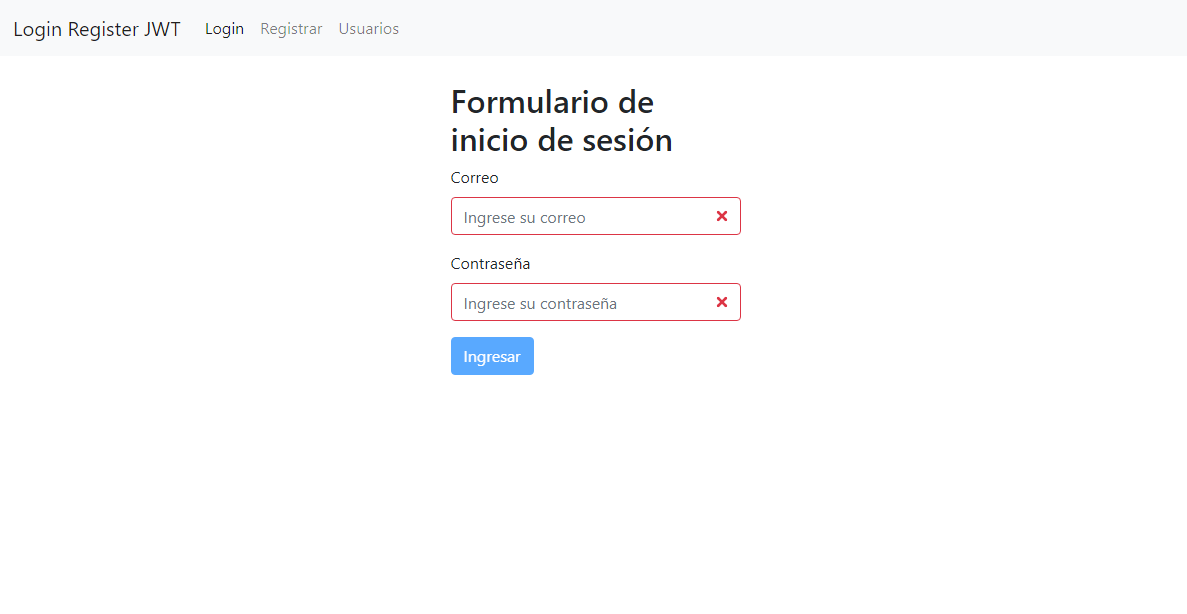 Login Register JWT Login Registrar Usuarios
Formulario de
inicio de sesión
Correo
Ingrese su correo
Contraseña
Ingrese su contraseña
Ingresar